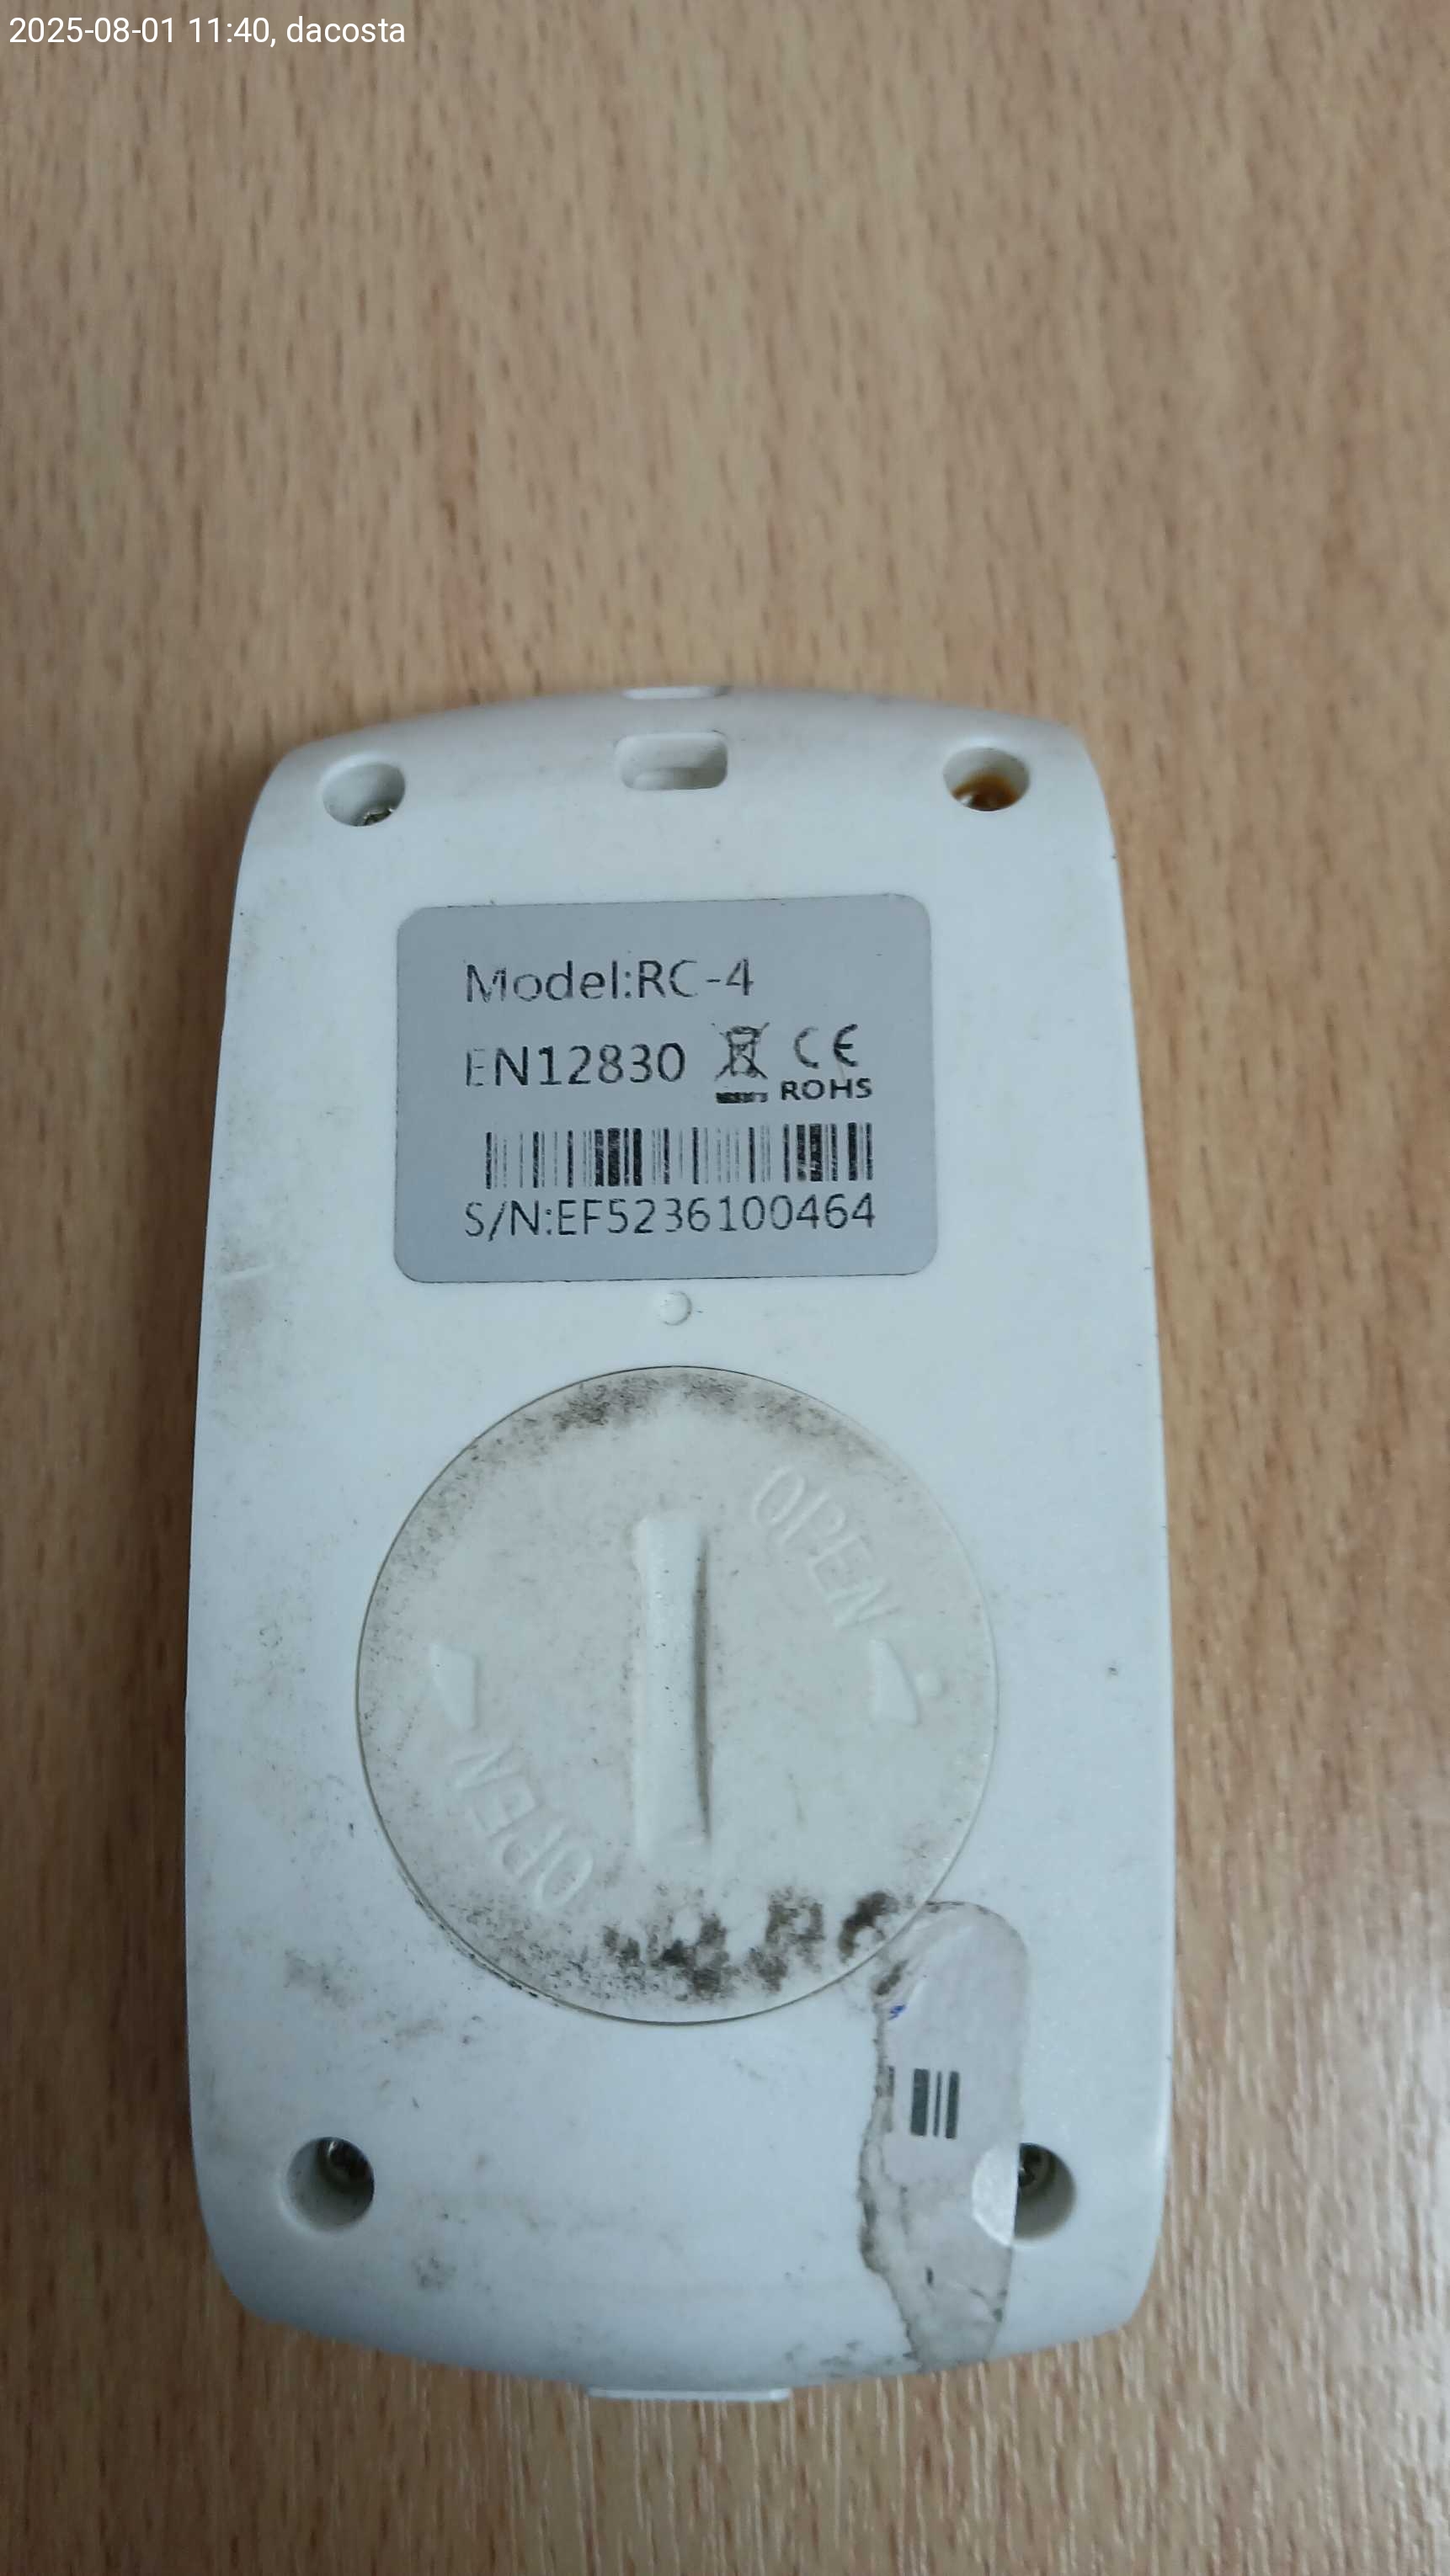 2025-08-01 11:40, dacosta
Model:RC-4
EN12830 CE
ROHS
S/N:EF5236100464
OPEN
OPEN